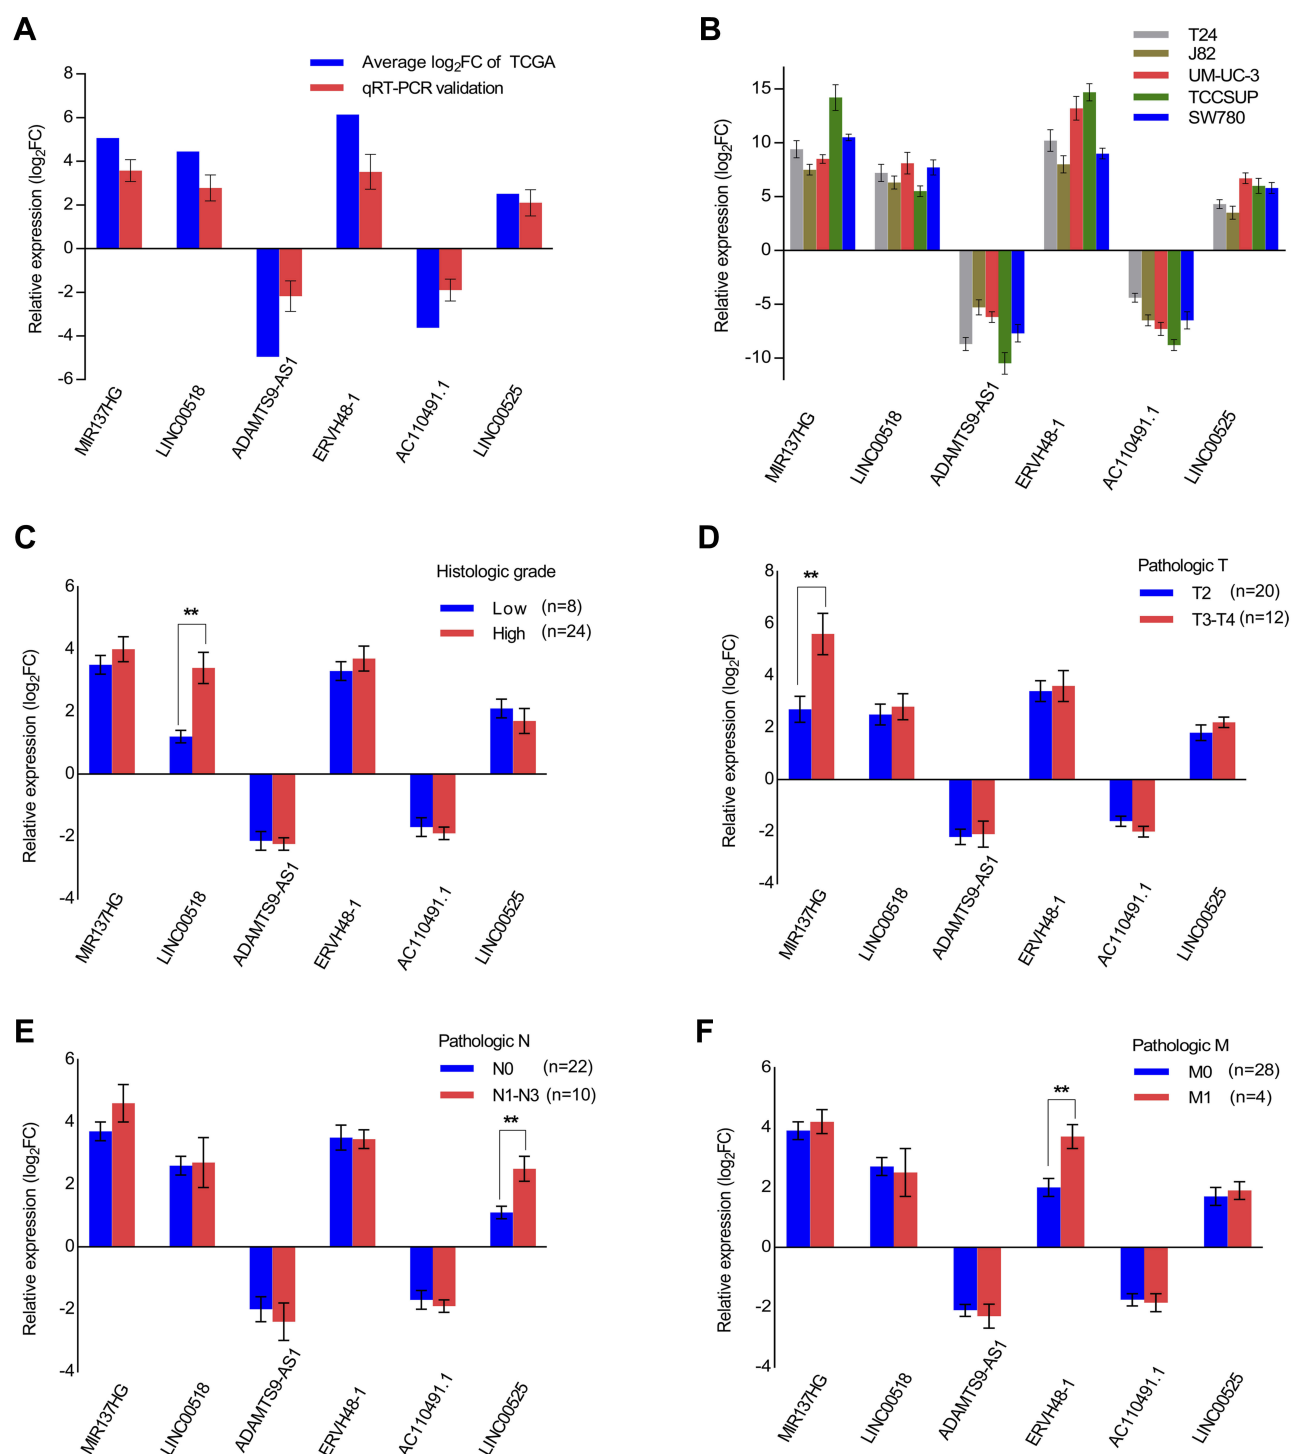 A
Average log₂FC of TCGA
qRT-PCR validation
Relative expression (log₂FC)
8
6
4
2
0
-2
-4
-6
MIR137HG
LINC00518
ADAMTS9-AS1
ERVH48-1
AC110491.1
LINC00525
B
T24
J82
UM-UC-3
TCCSUP
SW780
Relative expression (log₂FC)
15
10
5
0
-5
-10
MIR137HG
LINC00518
ADAMTS9-AS1
ERVH48-1
AC110491.1
LINC00525
C
Histologic grade
Low (n=8)
High (n=24)
Relative expression (log₂FC)
6
4
2
0
-2
-4
**
MIR137HG
LINC00518
ADAMTS9-AS1
ERVH48-1
AC110491.1
LINC00525
D
Pathologic T
T2 (n=20)
T3-T4 (n=12)
Relative expression (log₂FC)
8
6
4
2
0
-2
-4
**
MIR137HG
LINC00518
ADAMTS9-AS1
ERVH48-1
AC110491.1
LINC00525
E
Pathologic N
N0 (n=22)
N1-N3 (n=10)
Relative expression (log₂FC)
6
4
2
0
-2
-4
**
MIR137HG
LINC00518
ADAMTS9-AS1
ERVH48-1
AC110491.1
LINC00525
F
Pathologic M
M0 (n=28)
M1 (n=4)
Relative expression (log₂FC)
6
4
2
0
-2
-4
**
MIR137HG
LINC00518
ADAMTS9-AS1
ERVH48-1
AC110491.1
LINC00525